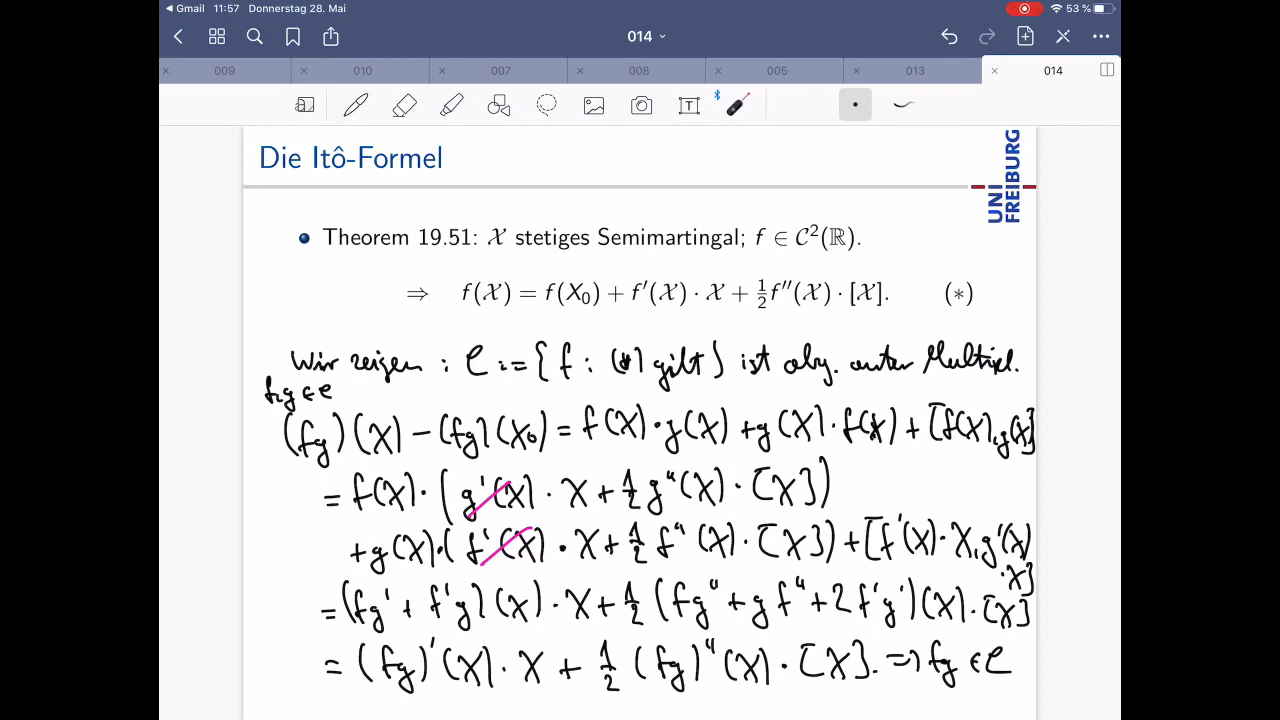 Gmail 11:57 Donnerstag 28. Mai 53 %
014
009 010 007 008 005 013 014
Die Itô-Formel
UNI FREIBURG
Theorem 19.51: 𝒳 stetiges Semimartingal; f ∈ 𝒞²(ℝ).
⇒ f(𝒳) = f(X₀) + f′(𝒳) · 𝒳 + ½f″(𝒳) · [𝒳]. (∗)
Wir zeigen : ℭ := {f : (*) gilt} ist abg. unter Multipl.
f,g ∈ ℭ
(fg)(X) − (fg)(X₀) = f(X)·g(X) + g(X)·f(X) + [f(X),g(X)]
= f(X)·(g'(X)·X + ½g"(X)·[X])
+ g(X)·(f'(X)·X + ½ f"(X)·[X]) + [f'(X)·X, g'(X)
·X]
= (fg' + f'g)(X)·X + ½ (fg" + gf" + 2f'g')(X)·[X]
= (fg)'(X)·X + ½ (fg)"(X)·[X]. ⇒ fg ∈ ℭ